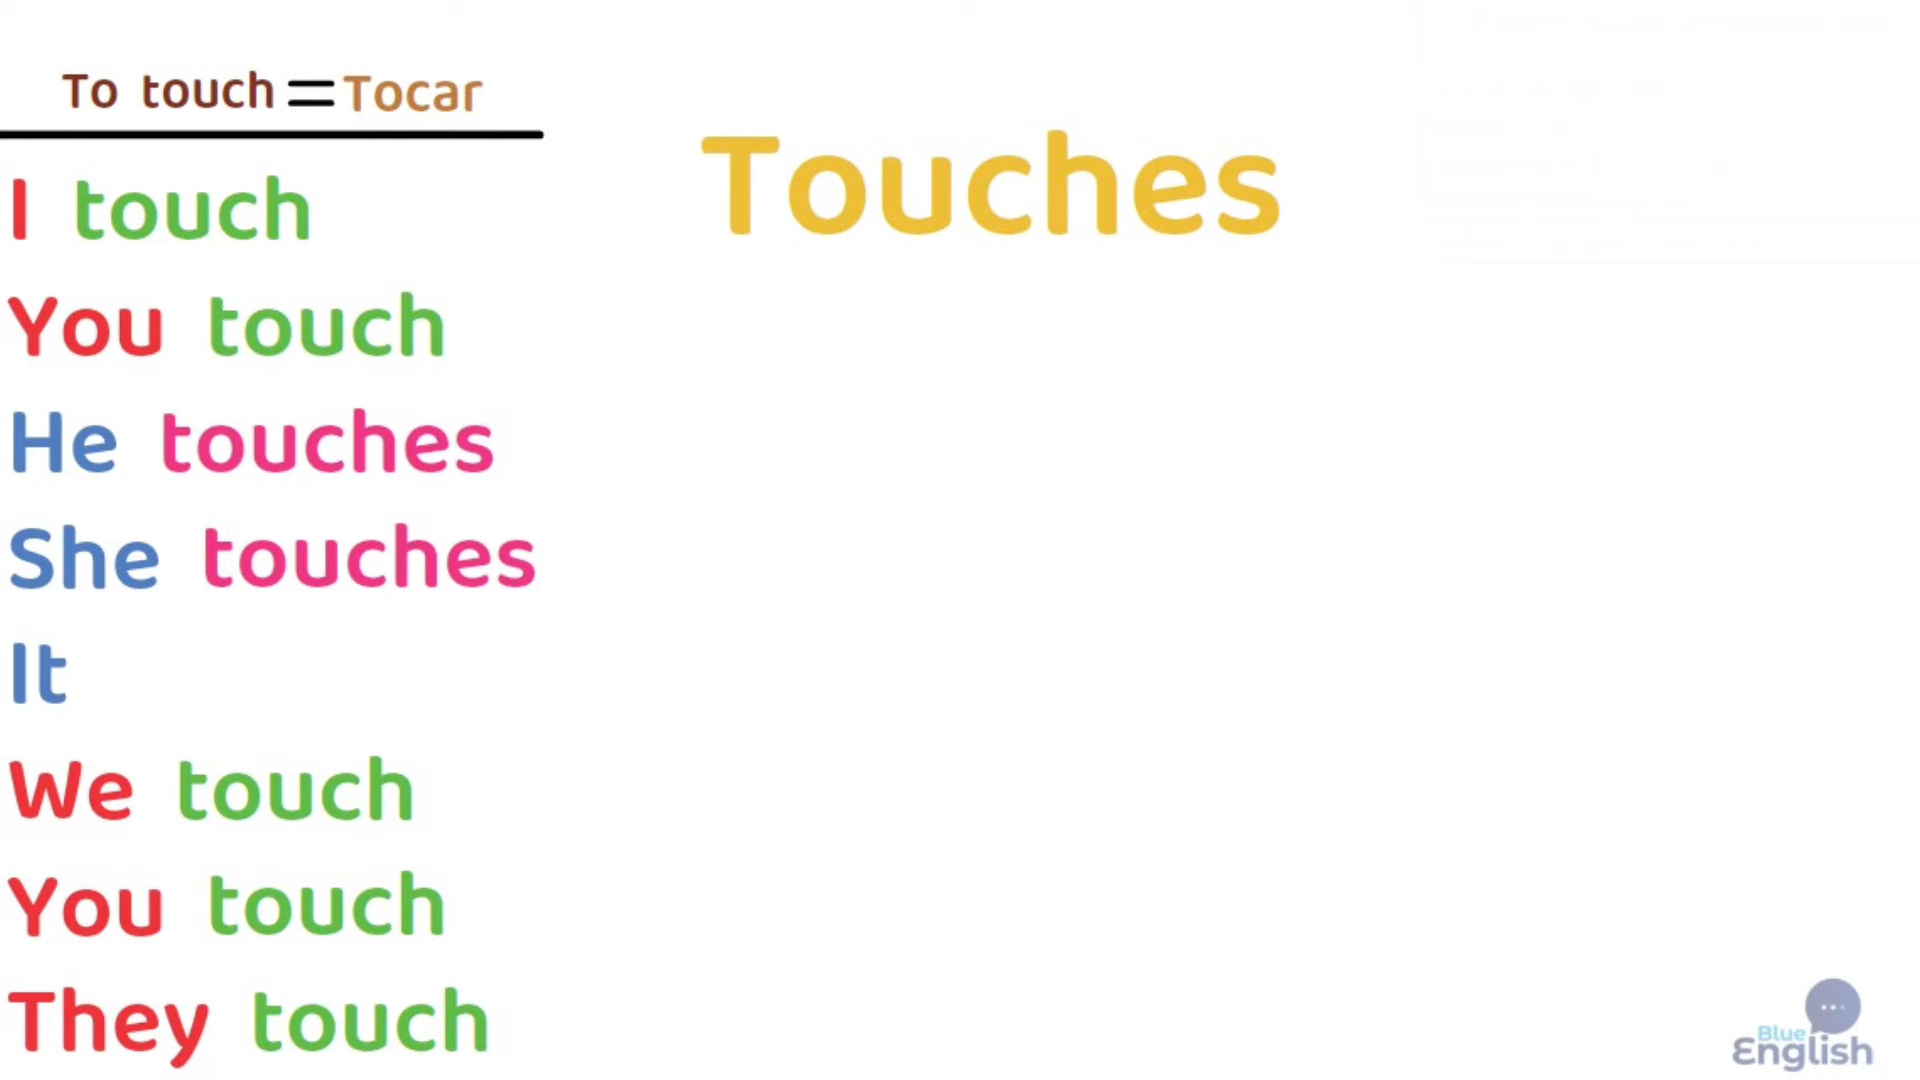 To touch = Tocar
Touches
I touch
You touch
He touches
She touches
It
We touch
You touch
They touch
Blue
English